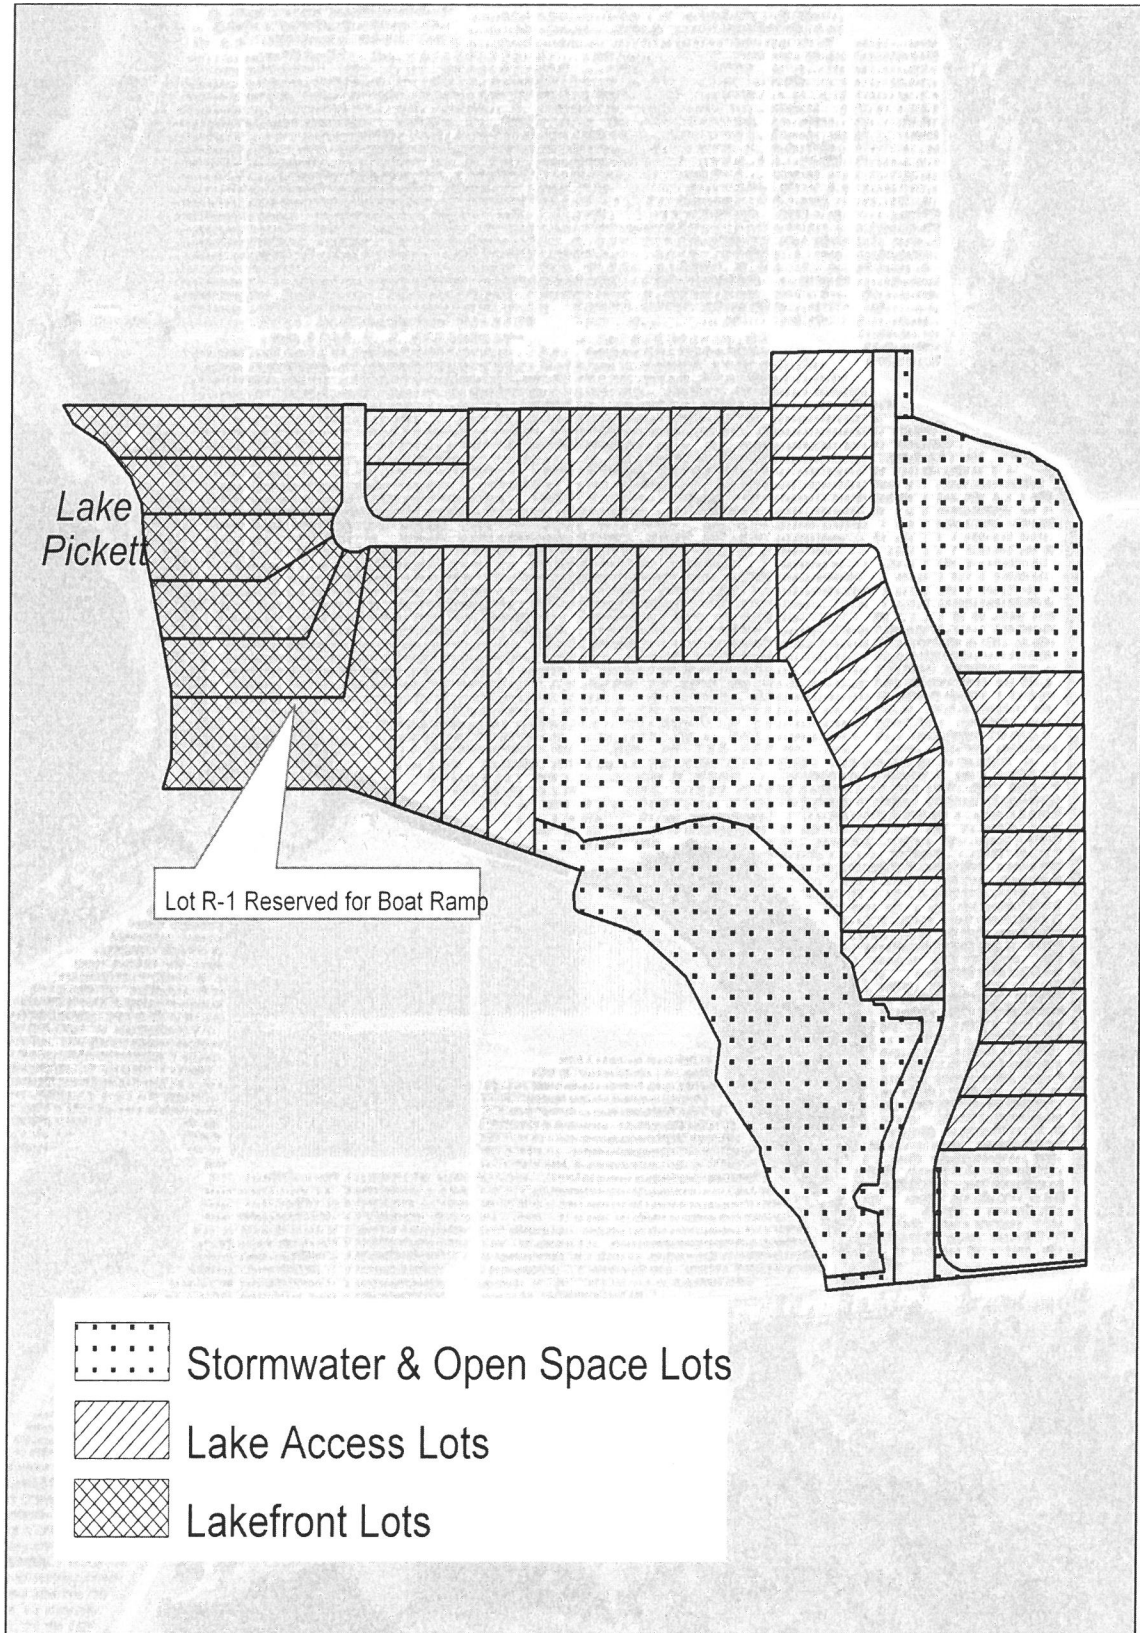 Lake
Pickett
Lot R-1 Reserved for Boat Ramp
Stormwater & Open Space Lots
Lake Access Lots
Lakefront Lots